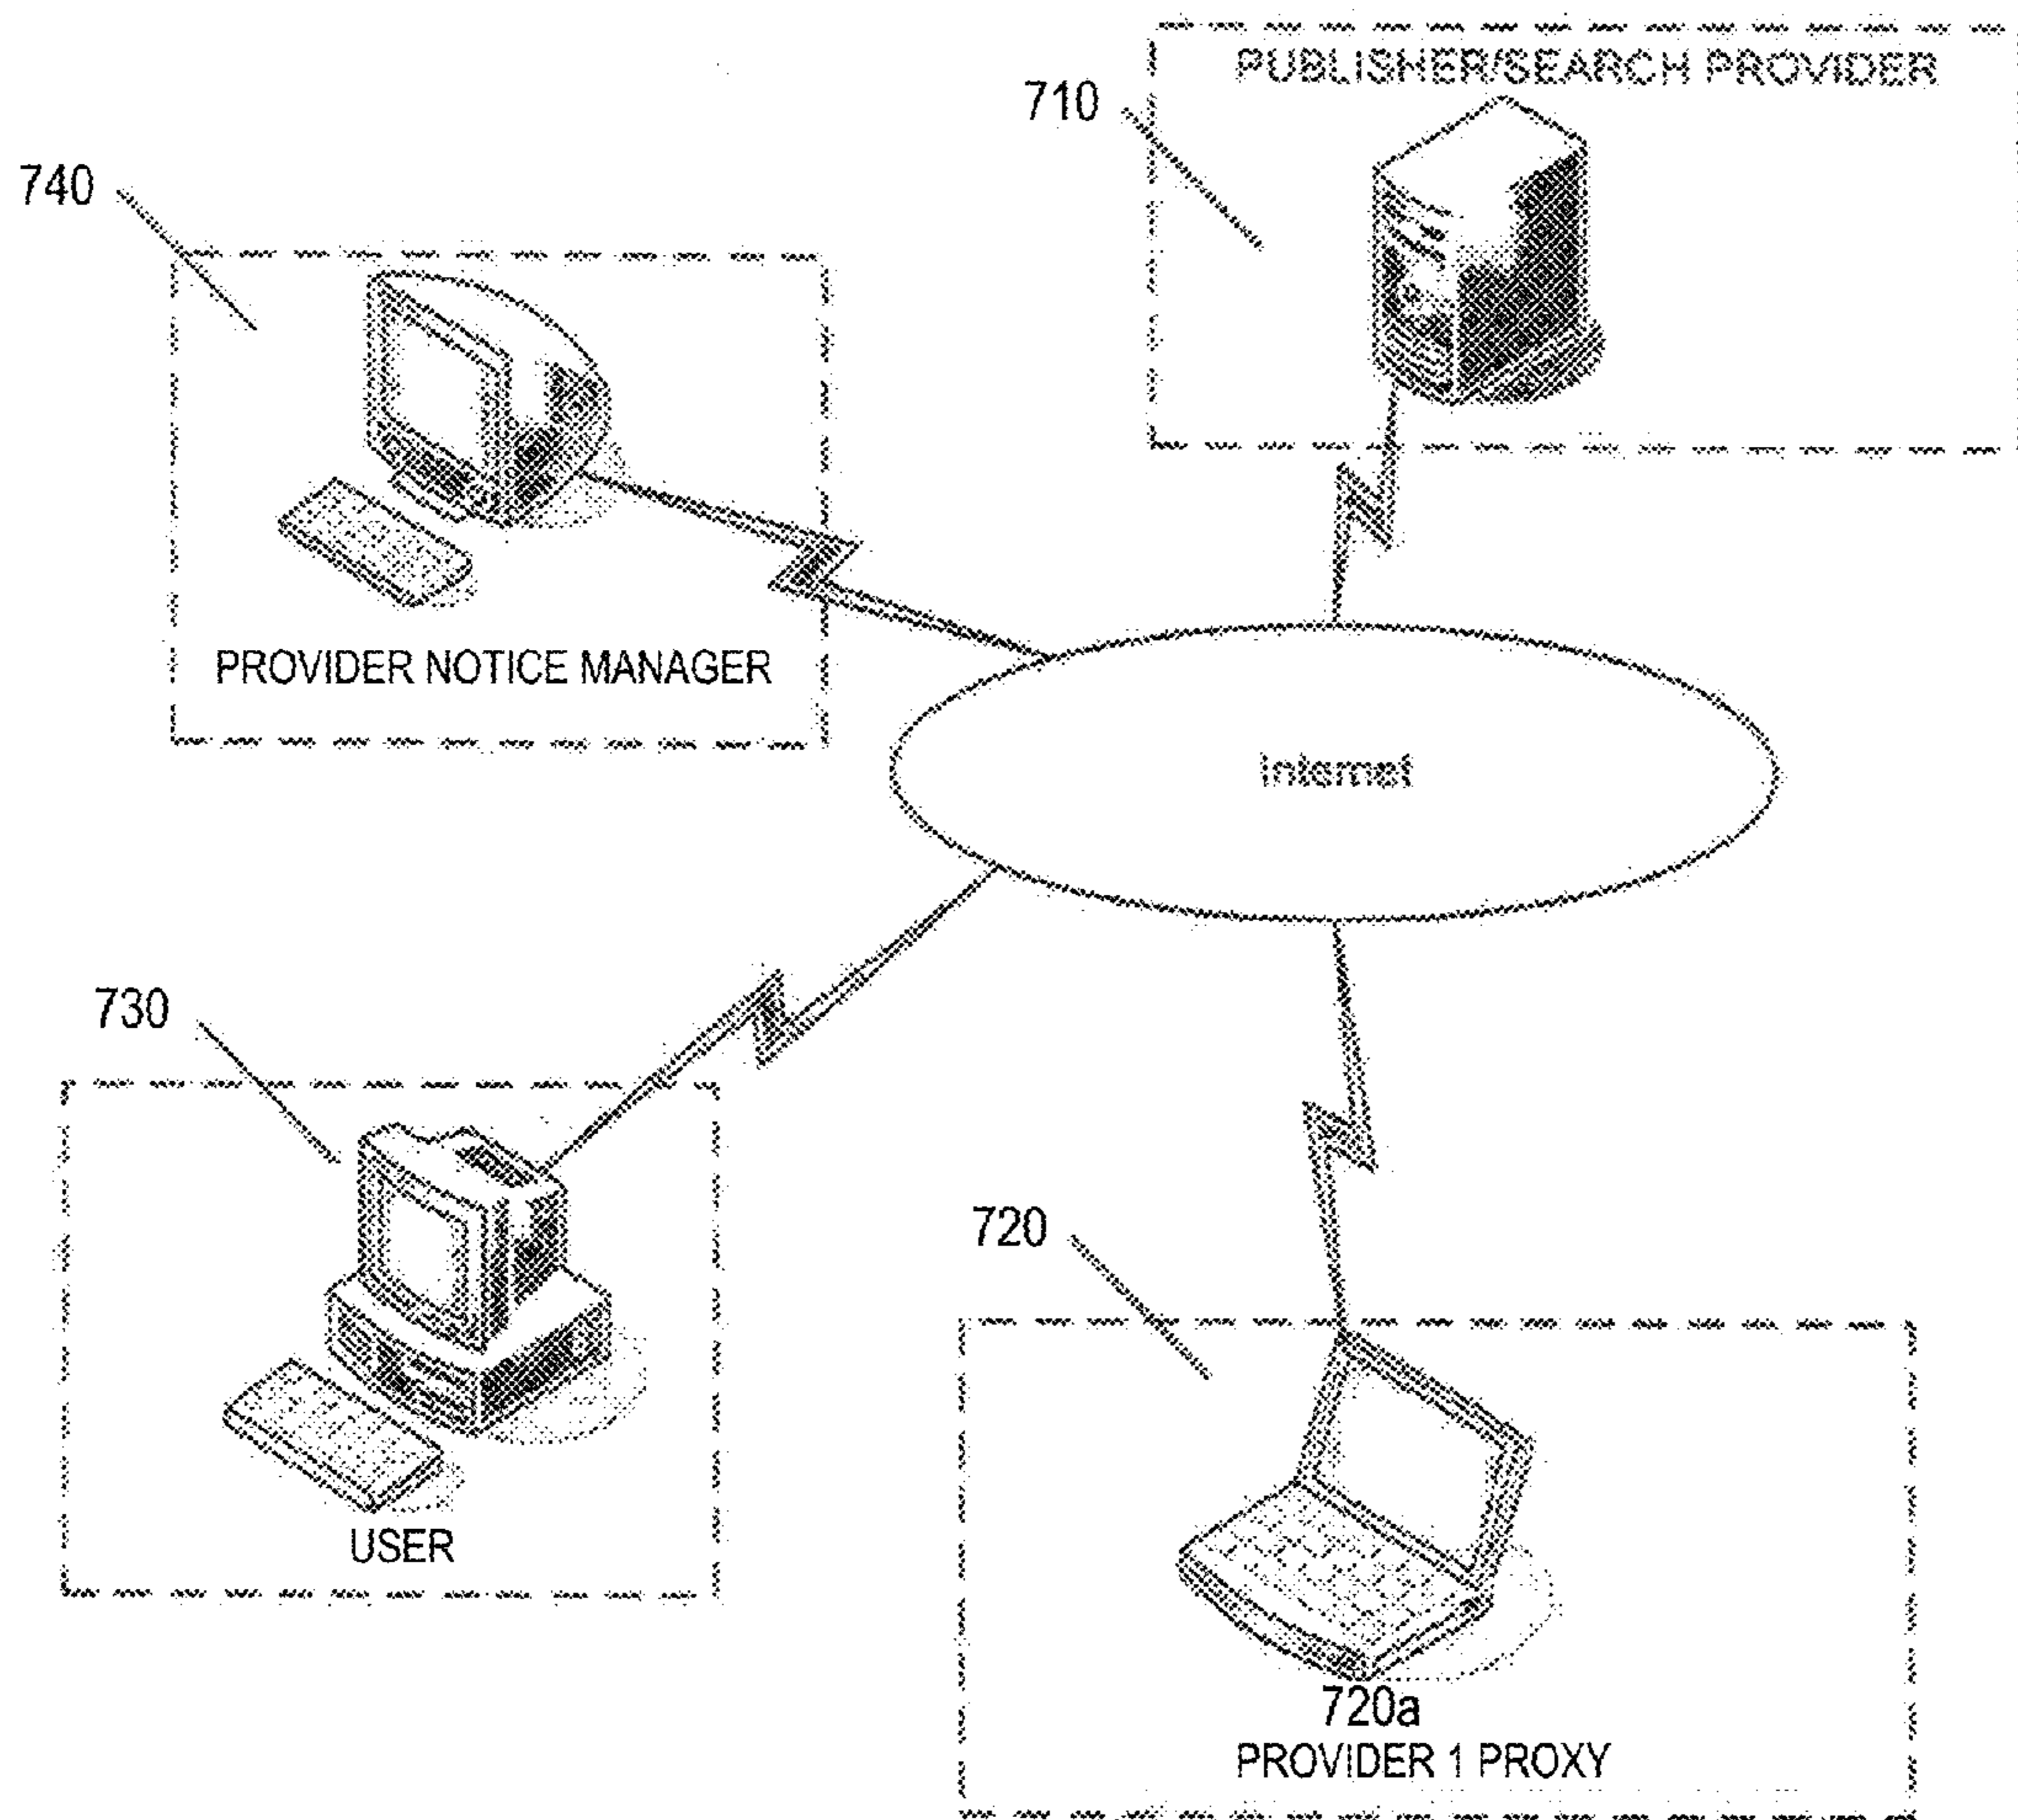 PUBLISHER/SEARCH PROVIDER
710
740
PROVIDER NOTICE MANAGER
Internet
730
720
USER
720a
PROVIDER 1 PROXY